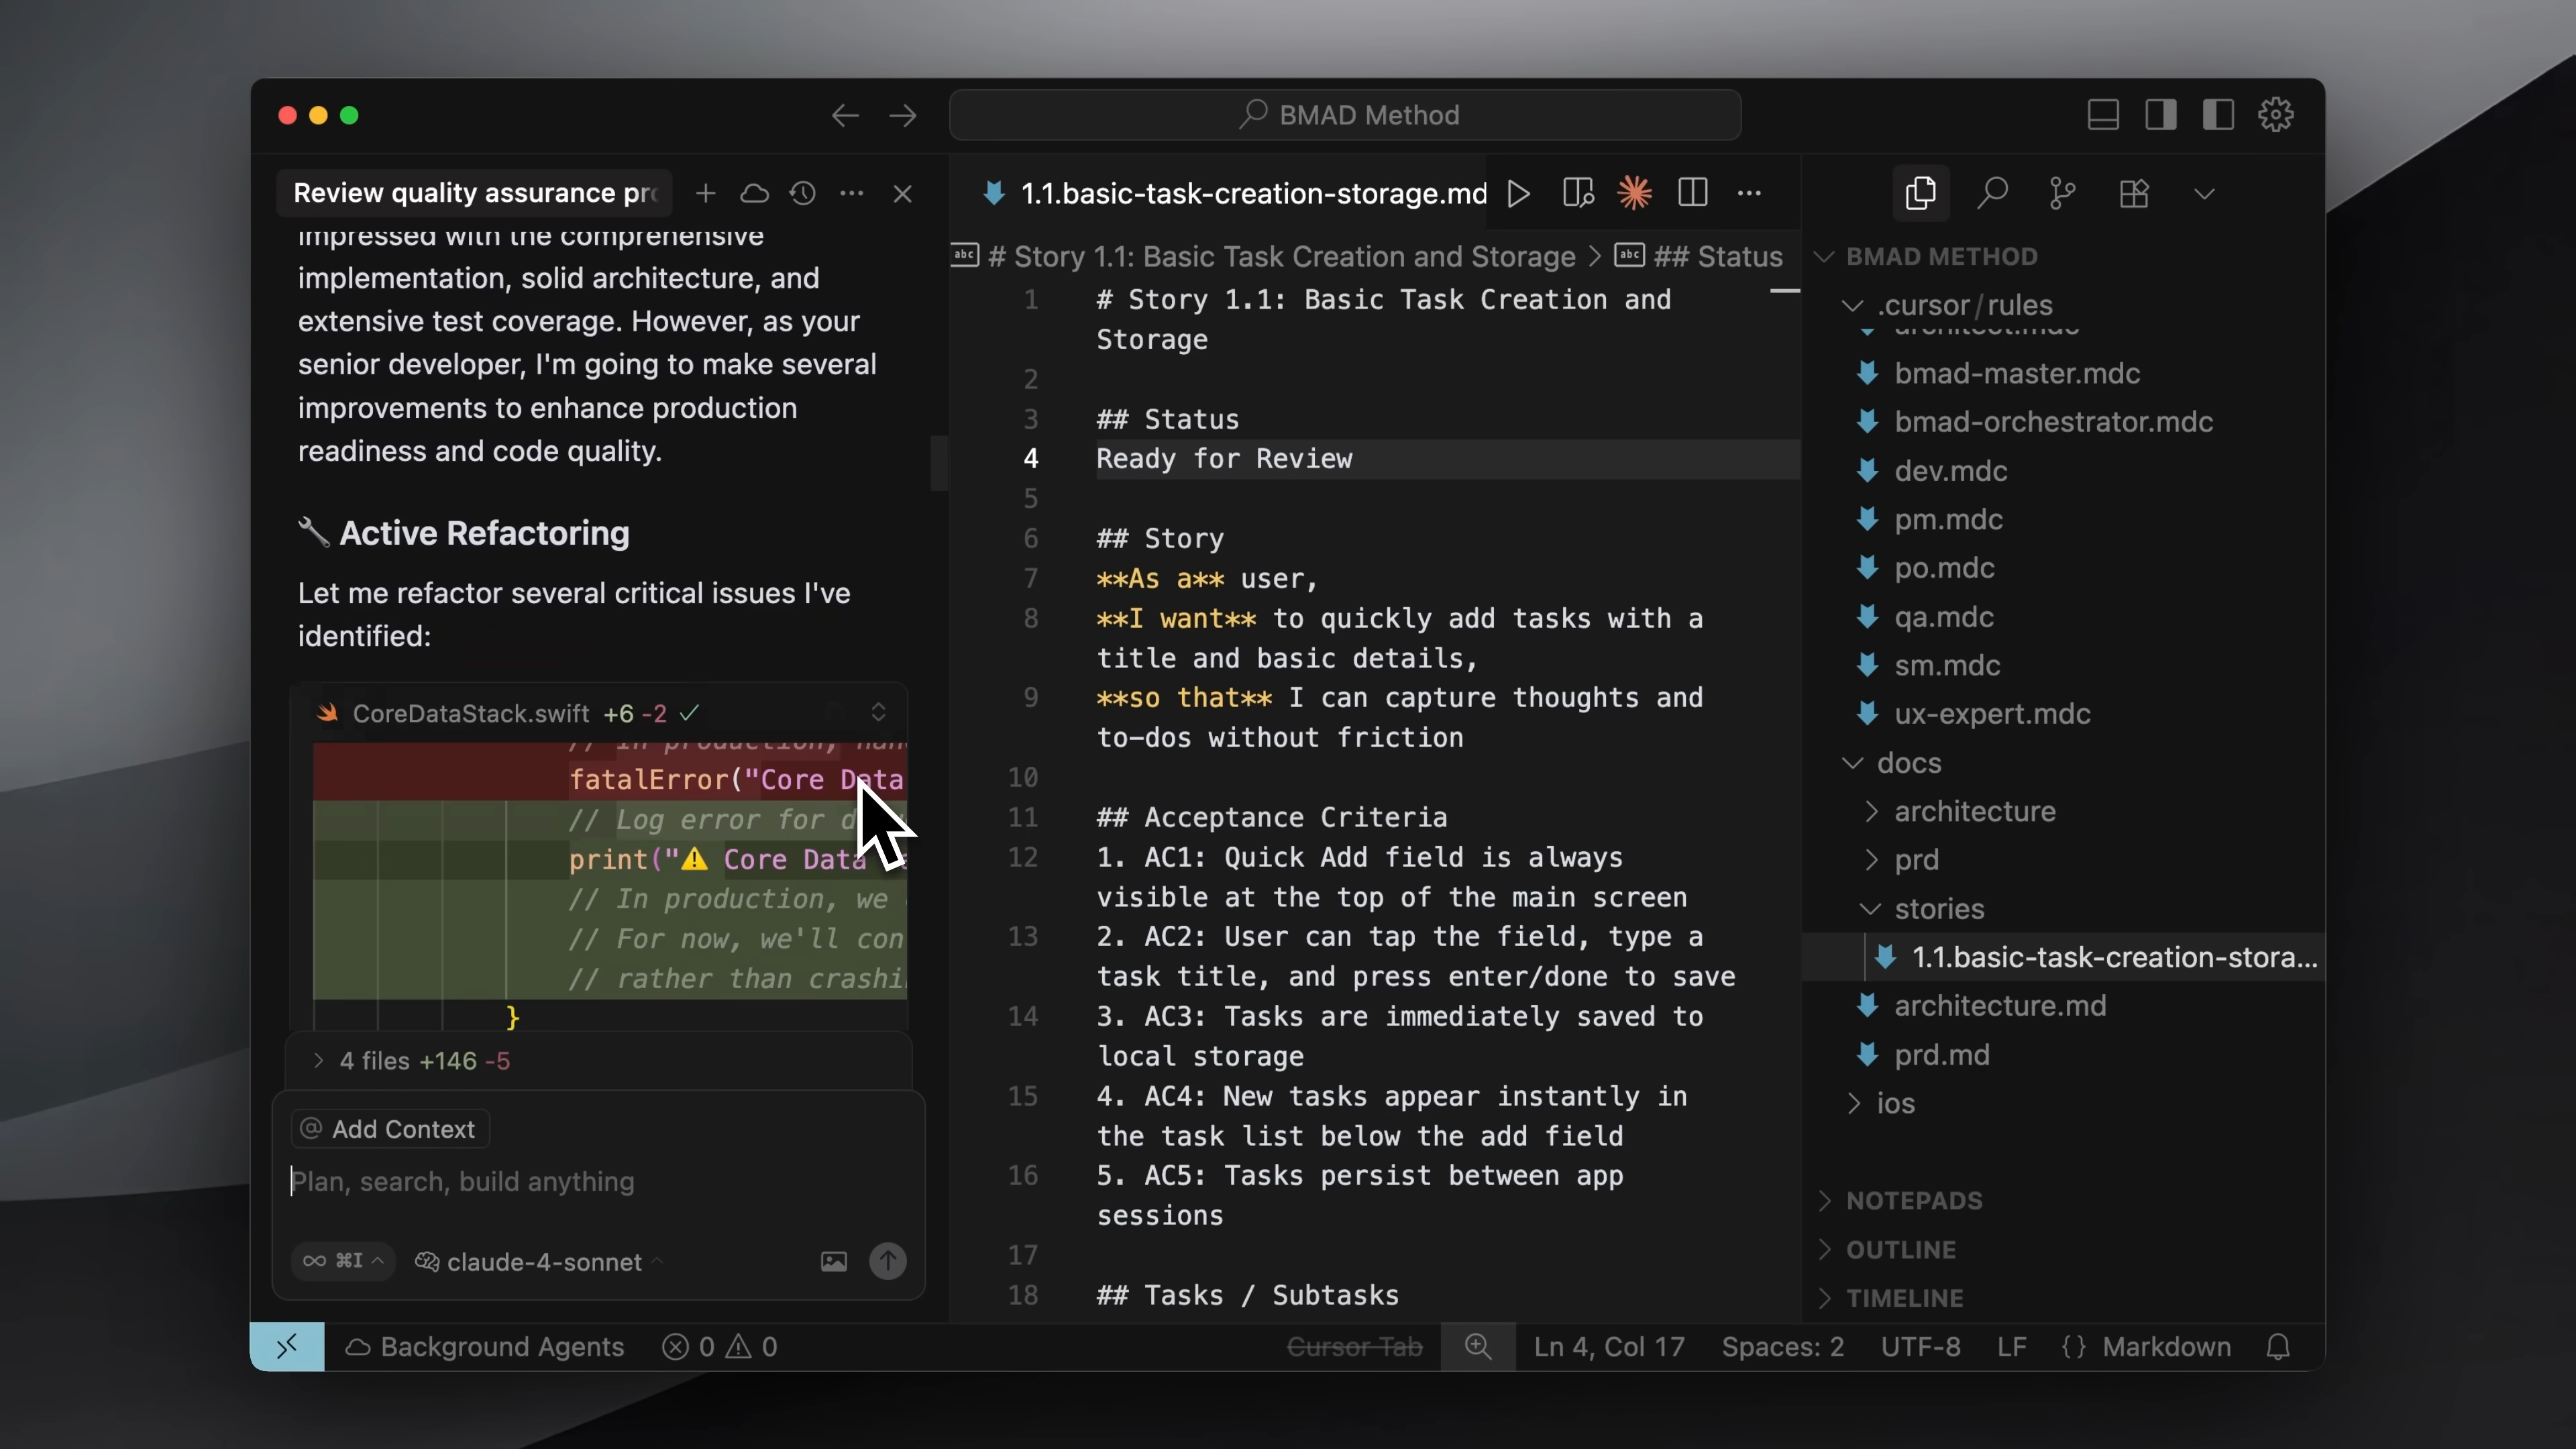 BMAD Method
Review quality assurance pro
impressed with the comprehensive
implementation, solid architecture, and
extensive test coverage. However, as your
senior developer, I'm going to make several
improvements to enhance production
readiness and code quality.
🔧 Active Refactoring
Let me refactor several critical issues I've
identified:
CoreDataStack.swift +6 -2
// In production,
fatalError("Core Data
// Log error for
print("⚠️ Core Data
// In production, we
// For now, we'll con
// rather than crashi
}
4 files +146 -5
@ Add Context
Plan, search, build anything
∞ ⌘I
claude-4-sonnet
1.1.basic-task-creation-storage.md
# Story 1.1: Basic Task Creation and Storage > ## Status
1 # Story 1.1: Basic Task Creation and
Storage
2
3 ## Status
4 Ready for Review
5
6 ## Story
7 **As a** user,
8 **I want** to quickly add tasks with a
title and basic details,
9 **so that** I can capture thoughts and
to-dos without friction
10
11 ## Acceptance Criteria
12 1. AC1: Quick Add field is always
visible at the top of the main screen
13 2. AC2: User can tap the field, type a
task title, and press enter/done to save
14 3. AC3: Tasks are immediately saved to
local storage
15 4. AC4: New tasks appear instantly in
the task list below the add field
16 5. AC5: Tasks persist between app
sessions
17
18 ## Tasks / Subtasks
BMAD METHOD
.cursor/rules
architect.mdc
bmad-master.mdc
bmad-orchestrator.mdc
dev.mdc
pm.mdc
po.mdc
qa.mdc
sm.mdc
ux-expert.mdc
docs
architecture
prd
stories
1.1.basic-task-creation-stora...
architecture.md
prd.md
ios
NOTEPADS
OUTLINE
TIMELINE
Background Agents 0 0
Cursor Tab
Ln 4, Col 17 Spaces: 2 UTF-8 LF {} Markdown